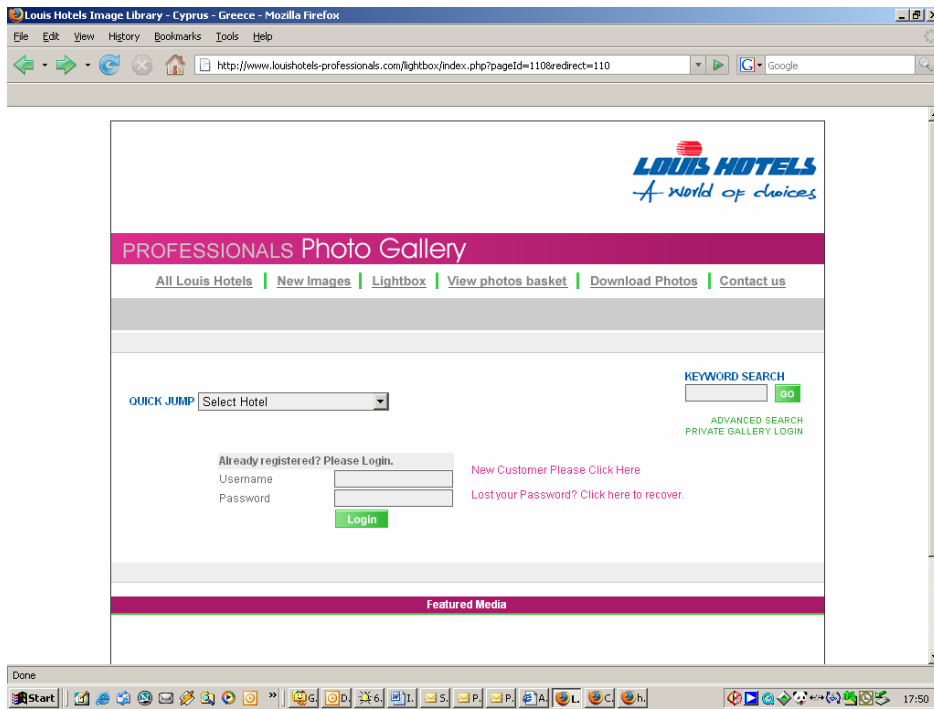 Louis Hotels Image Library - Cyprus - Greece - Mozilla Firefox
File Edit View History Bookmarks Tools Help
http://www.louishotels-professionals.com/lightbox/index.php?pageId=110&redirect=110
G Google
LOUIS HOTELS
A world of choices
PROFESSIONALS Photo Gallery
All Louis Hotels New Images Lightbox View photos basket Download Photos Contact us
KEYWORD SEARCH
GO
QUICK JUMP Select Hotel
ADVANCED SEARCH
PRIVATE GALLERY LOGIN
Already registered? Please Login.
Username
Password
Login
New Customer Please Click Here
Lost your Password? Click here to recover.
Featured Media
Done
Start G. D. 6. I. S. P. P. A. L. C. h. 17:50